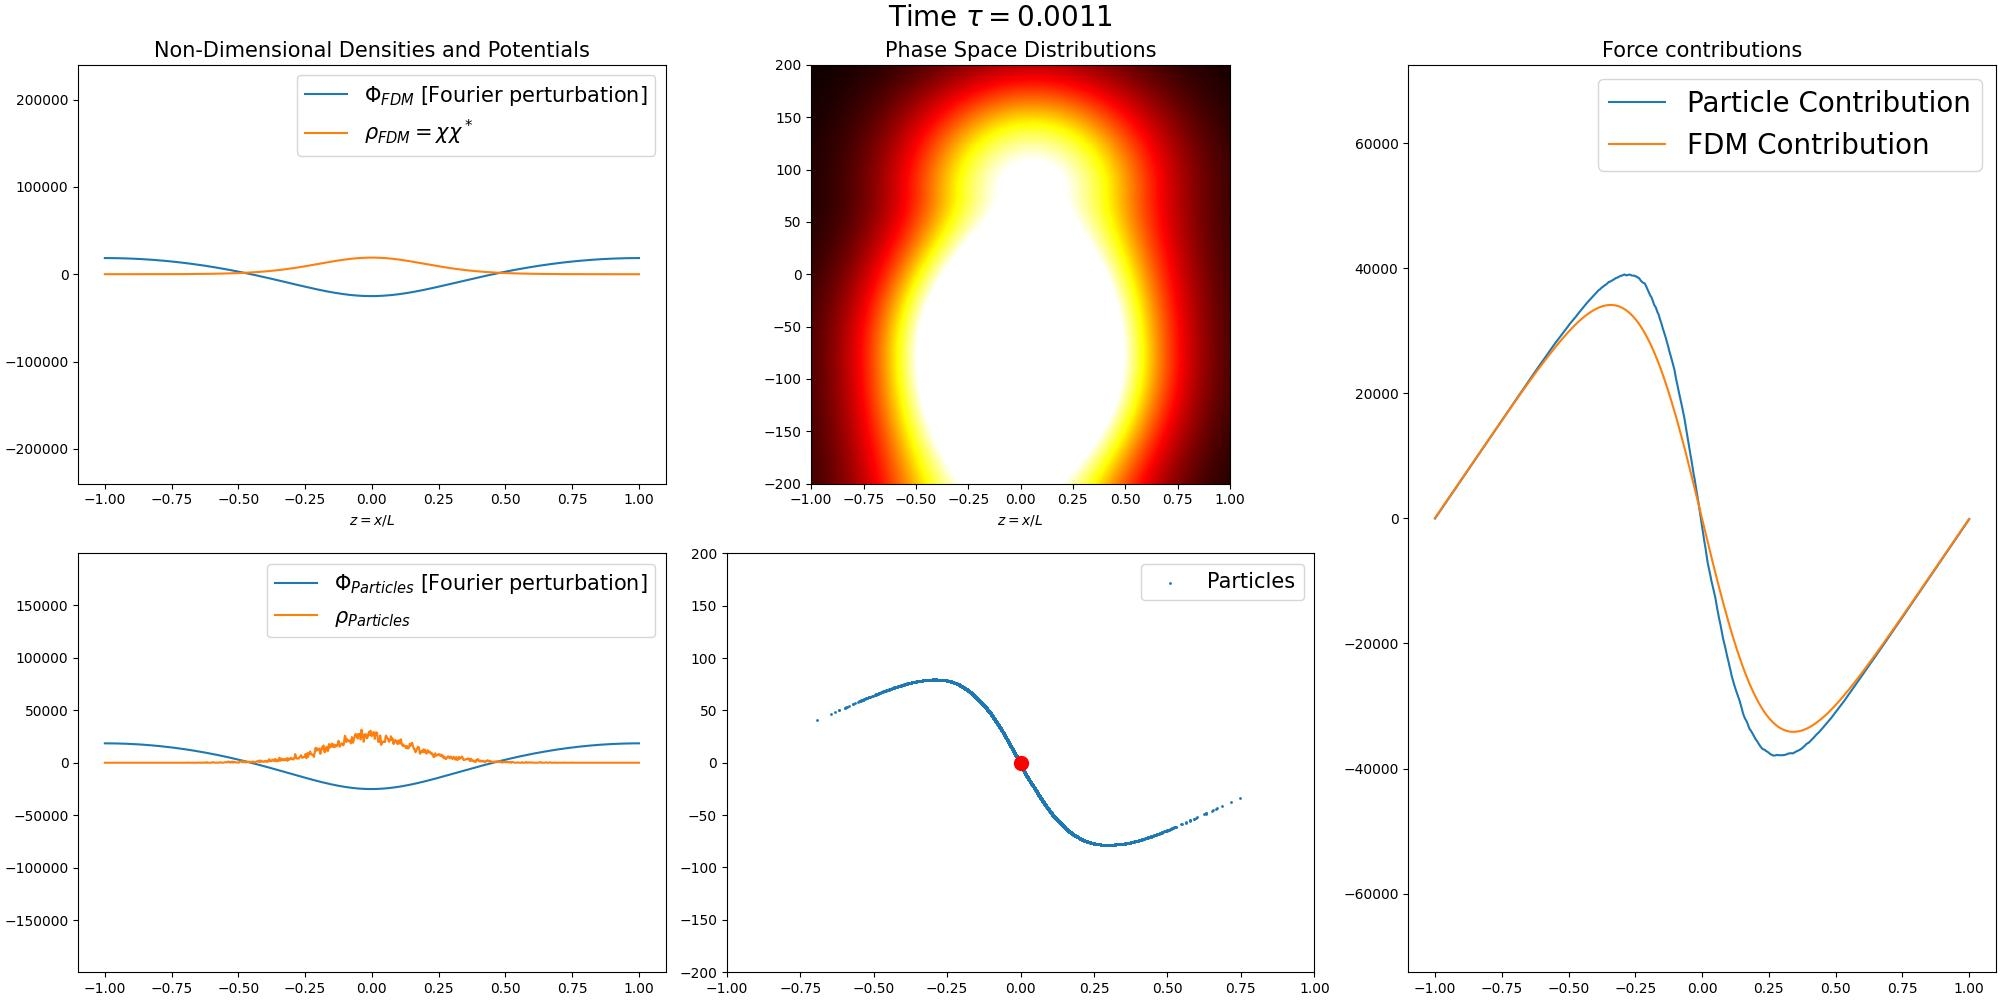 Time τ = 0.0011
Non-Dimensional Densities and Potentials
Φ_FDM [Fourier perturbation]
ρ_FDM = χχ*
200000
100000
0
−100000
−200000
−1.00 −0.75 −0.50 −0.25 0.00 0.25 0.50 0.75 1.00
z = x/L
Phase Space Distributions
200
150
100
50
0
−50
−100
−150
−200
−1.00 −0.75 −0.50 −0.25 0.00 0.25 0.50 0.75 1.00
z = x/L
Force contributions
Particle Contribution
FDM Contribution
60000
40000
20000
0
−20000
−40000
−60000
−1.00 −0.75 −0.50 −0.25 0.00 0.25 0.50 0.75 1.00
Φ_Particles [Fourier perturbation]
ρ_Particles
150000
100000
50000
0
−50000
−100000
−150000
−1.00 −0.75 −0.50 −0.25 0.00 0.25 0.50 0.75 1.00
Particles
200
150
100
50
0
−50
−100
−150
−200
−1.00 −0.75 −0.50 −0.25 0.00 0.25 0.50 0.75 1.00